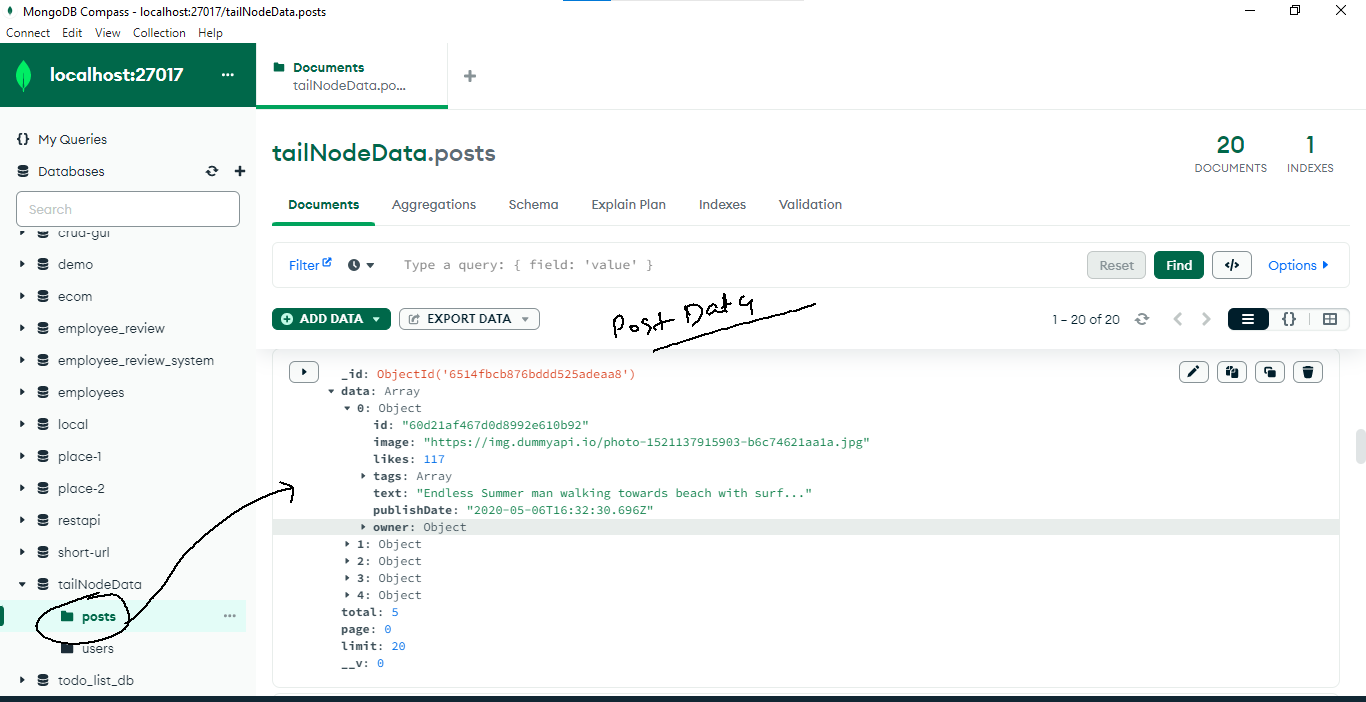 MongoDB Compass - localhost:27017/tailNodeData.posts
Connect Edit View Collection Help
localhost:27017 ...
Documents
tailNodeData.po...
{} My Queries
Databases
Search
crud-gui
demo
ecom
employee_review
employee_review_system
employees
local
place-1
place-2
restapi
short-url
tailNodeData
posts ...
users
todo_list_db
tailNodeData.posts
20
DOCUMENTS
1
INDEXES
Documents Aggregations Schema Explain Plan Indexes Validation
Filter Type a query: { field: 'value' } Reset Find </> Options
ADD DATA EXPORT DATA 1 – 20 of 20 {}
Post Data
_id: ObjectId('6514fbcb876bddd525adeaa8')
data: Array
0: Object
id: "60d21af467d0d8992e610b92"
image: "https://img.dummyapi.io/photo-1521137915903-b6c74621aa1a.jpg"
likes: 117
tags: Array
text: "Endless Summer man walking towards beach with surf..."
publishDate: "2020-05-06T16:32:30.696Z"
owner: Object
1: Object
2: Object
3: Object
4: Object
total: 5
page: 0
limit: 20
__v: 0